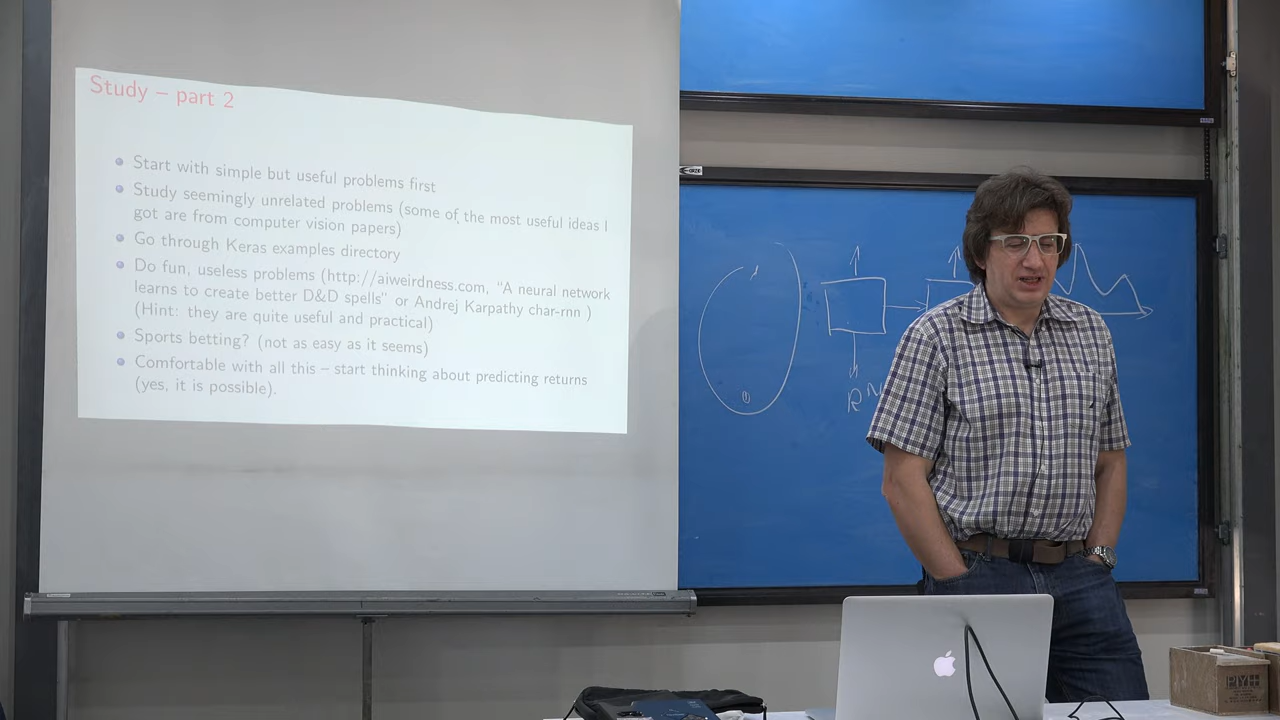 Study – part 2
Start with simple but useful problems first
Study seemingly unrelated problems (some of the most useful ideas I
got are from computer vision papers)
Go through Keras examples directory
Do fun, useless problems (http://aiweirdness.com, “A neural network
learns to create better D&D spells” or Andrej Karpathy char-rnn )
(Hint: they are quite useful and practical)
Sports betting? (not as easy as it seems)
Comfortable with all this – start thinking about predicting returns
(yes, it is possible).
R^N